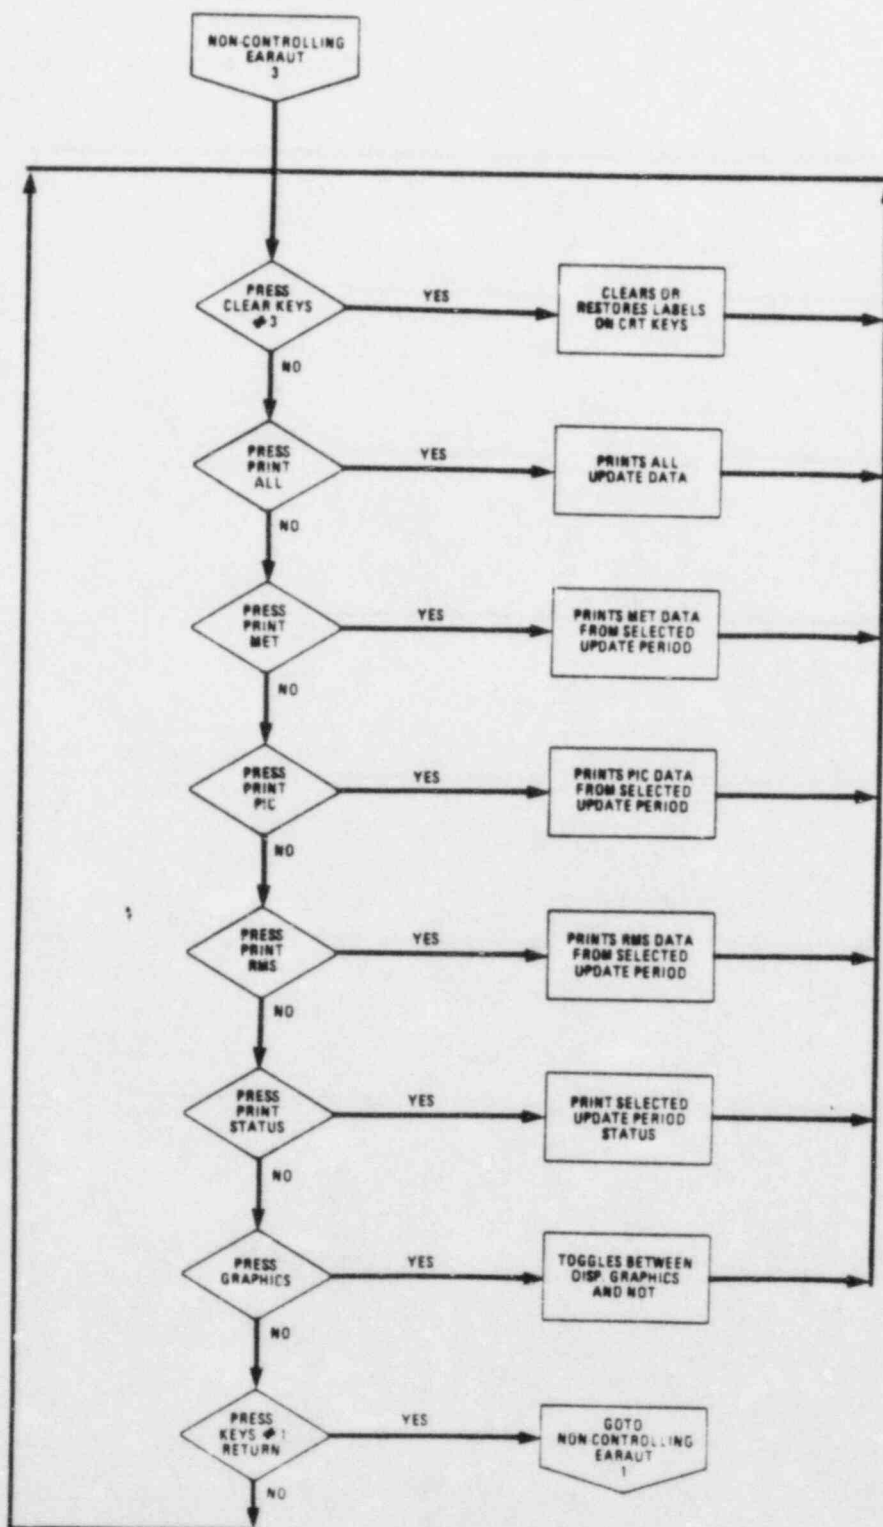 NON-CONTROLLING
EARAUT
3
PRESS
CLEAR KEYS
#3
YES
CLEARS OR
RESTORES LABELS
ON CRT KEYS
NO
PRESS
PRINT
ALL
YES
PRINTS ALL
UPDATE DATA
NO
PRESS
PRINT
MET
YES
PRINTS MET DATA
FROM SELECTED
UPDATE PERIOD
NO
PRESS
PRINT
PIC
YES
PRINTS PIC DATA
FROM SELECTED
UPDATE PERIOD
NO
PRESS
PRINT
RMS
YES
PRINTS RMS DATA
FROM SELECTED
UPDATE PERIOD
NO
PRESS
PRINT
STATUS
YES
PRINT SELECTED
UPDATE PERIOD
STATUS
NO
PRESS
GRAPHICS
YES
TOGGLES BETWEEN
DISP. GRAPHICS
AND NOT
NO
PRESS
KEYS #1
RETURN
YES
GOTO
NON-CONTROLLING
EARAUT
1
NO